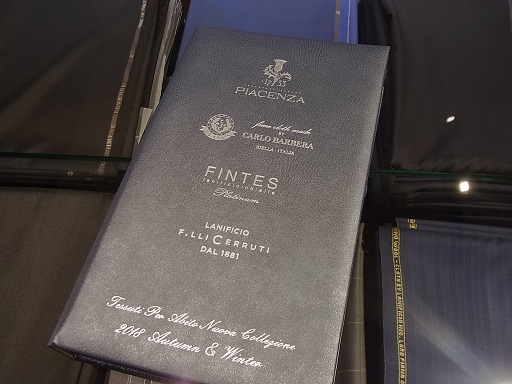 1733
PIACENZA
fine cloth made
BY
CARLO BARBERA
BIELLA · ITALIA
FINTES
Platinum
LANIFICIO
F.LLI CERRUTI
DAL 1881
Tessuti Per Abito Nuova Collezione
2018 Autumn & Winter